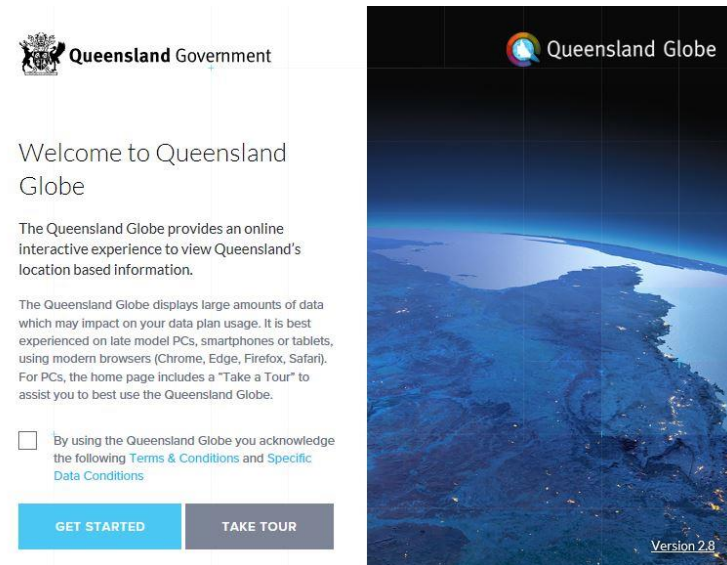 Queensland Government
Queensland Globe
Welcome to Queensland
Globe
The Queensland Globe provides an online
interactive experience to view Queensland's
location based information.
The Queensland Globe displays large amounts of data
which may impact on your data plan usage. It is best
experienced on late model PCs, smartphones or tablets,
using modern browsers (Chrome, Edge, Firefox, Safari).
For PCs, the home page includes a "Take a Tour" to
assist you to best use the Queensland Globe.
By using the Queensland Globe you acknowledge
the following Terms & Conditions and Specific
Data Conditions
GET STARTED
TAKE TOUR
Version 2.8